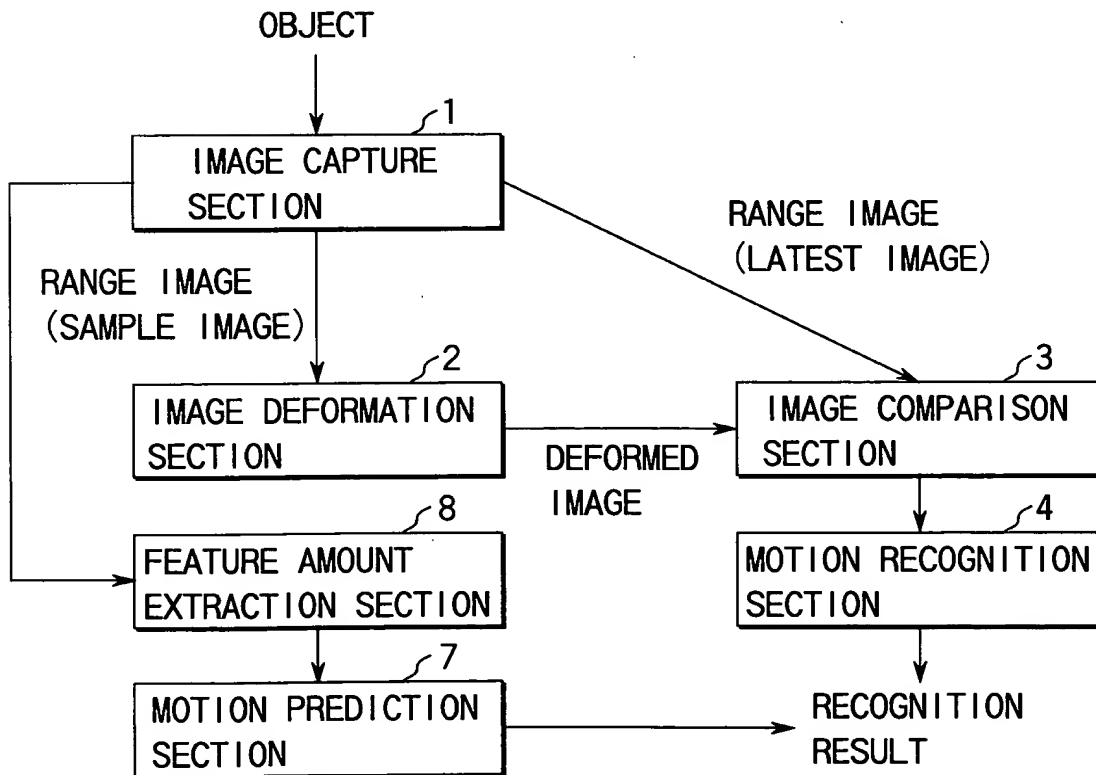 OBJECT
1
IMAGE CAPTURE
SECTION
RANGE IMAGE
(LATEST IMAGE)
RANGE IMAGE
(SAMPLE IMAGE)
2
IMAGE DEFORMATION
SECTION
3
IMAGE COMPARISON
SECTION
DEFORMED
IMAGE
8
FEATURE AMOUNT
EXTRACTION SECTION
4
MOTION RECOGNITION
SECTION
7
MOTION PREDICTION
SECTION
RECOGNITION
RESULT